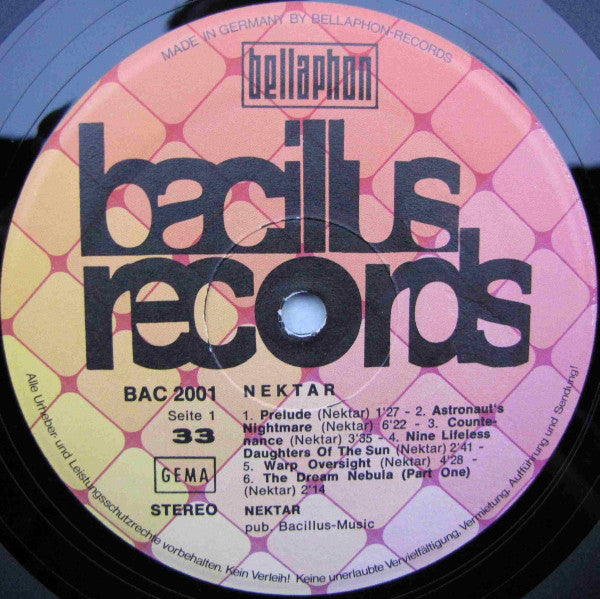 MADE IN GERMANY BY BELLAPHON-RECORDS
bellaphon
bacillus
records
BAC 2001
Seite 1
33
GEMA
STEREO
NEKTAR
1. Prelude (Nektar) 1'27 - 2. Astronaut's
Nightmare (Nektar) 6'22 - 3. Counte-
nance (Nektar) 3'35 - 4. Nine Lifeless
Daughters Of The Sun (Nektar) 2'41 -
5. Warp Oversight (Nektar) 4'28 -
6. The Dream Nebula (Part One)
(Nektar) 2'14
NEKTAR
pub. Bacillus-Music
Alle Urheber und Leistungsschutzrechte vorbehalten. Kein Verleih! Keine unerlaubte Vervielfältigung, Vermietung, Aufführung und Sendung!